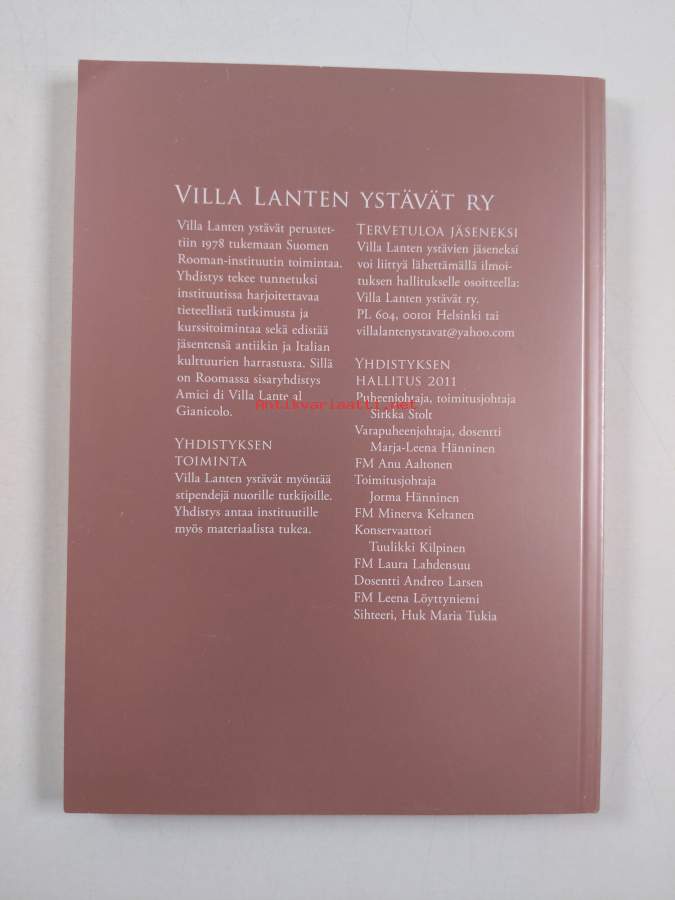 VILLA LANTEN YSTÄVÄT RY
Villa Lanten ystävät perustet-
tiin 1978 tukemaan Suomen
Rooman-instituutin toimintaa.
Yhdistys tekee tunnetuksi
instituutissa harjoitettavaa
tieteellistä tutkimusta ja
kurssitoimintaa sekä edistää
jäsentensä antiikin ja Italian
kulttuurien harrastusta. Sillä
on Roomassa sisaryhdistys
Amici di Villa Lante al
Gianicolo.
YHDISTYKSEN
TOIMINTA
Villa Lanten ystävät myöntää
stipendejä nuorille tutkijoille.
Yhdistys antaa instituutille
myös materiaalista tukea.
TERVETULOA JÄSENEKSI
Villa Lanten ystävien jäseneksi
voi liittyä lähettämällä ilmoi-
tuksen hallitukselle osoitteella:
Villa Lanten ystävät ry.
PL 604, 00101 Helsinki tai
villalantenystavat@yahoo.com
YHDISTYKSEN
HALLITUS 2011
Puheenjohtaja, toimitusjohtaja
Sirkka Stolt
Varapuheenjohtaja, dosentti
Marja-Leena Hänninen
FM Anu Aaltonen
Toimitusjohtaja
Jorma Hänninen
FM Minerva Keltanen
Konservaattori
Tuulikki Kilpinen
FM Laura Lahdensuu
Dosentti Andreo Larsen
FM Leena Löyttyniemi
Sihteeri, Huk Maria Tukia
Antikvariaatti.net